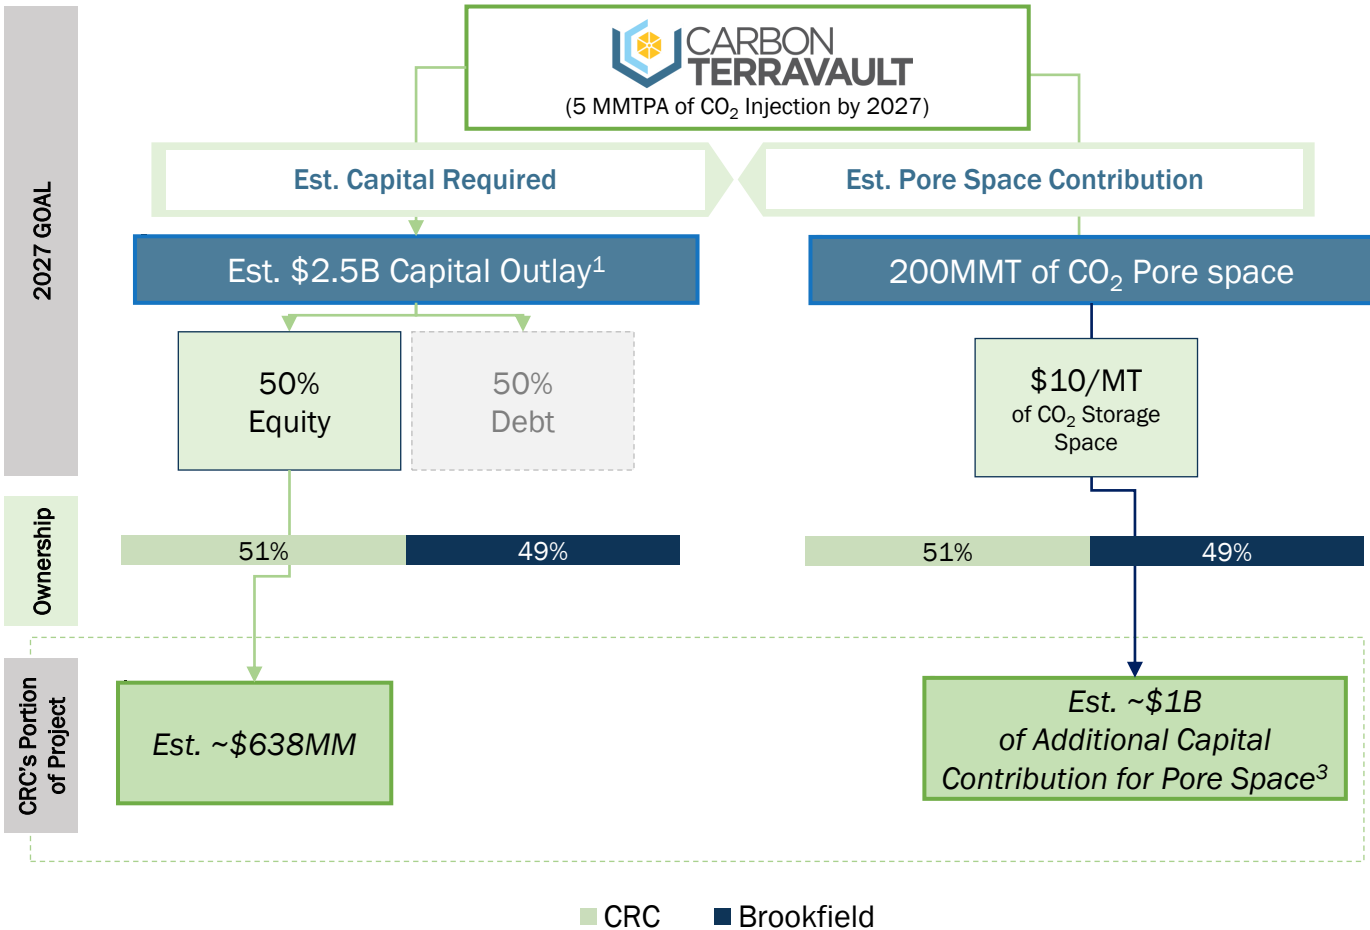 CARBON
TERRAVAULT
(5 MMTPA of CO₂ Injection by 2027)
2027 GOAL
Est. Capital Required
Est. Pore Space Contribution
Est. $2.5B Capital Outlay¹
200MMT of CO₂ Pore space
50%
Equity
50%
Debt
$10/MT
of CO₂ Storage
Space
Ownership
51%
49%
51%
49%
CRC's Portion
of Project
Est. ~$638MM
Est. ~$1B
of Additional Capital
Contribution for Pore Space³
CRC
Brookfield